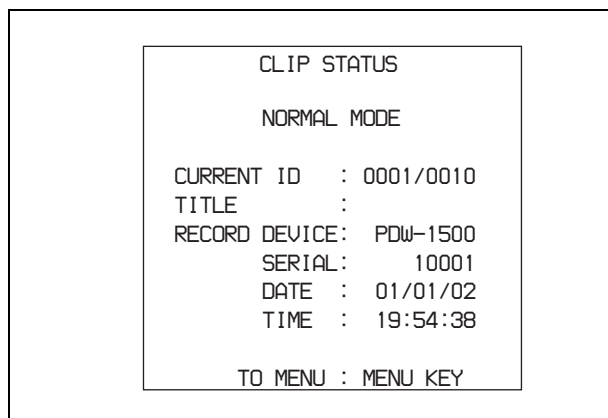 CLIP STATUS
NORMAL MODE
CURRENT ID : 0001/0010
TITLE :
RECORD DEVICE: PDW-1500
SERIAL: 10001
DATE : 01/01/02
TIME : 19:54:38
TO MENU : MENU KEY